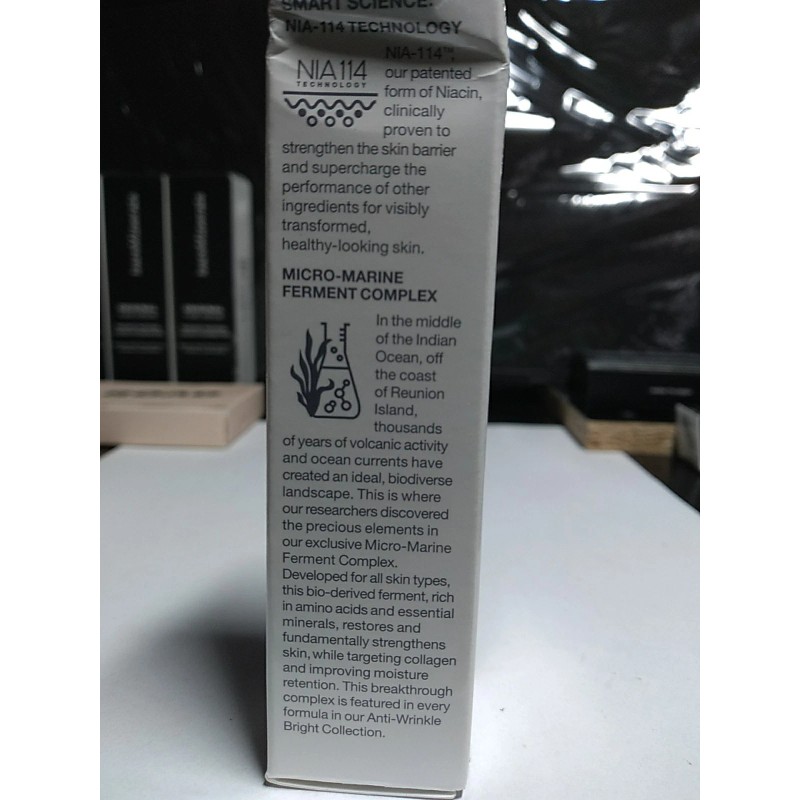 SMART SCIENCE:
NIA-114 TECHNOLOGY
NIA114
TECHNOLOGY
NIA-114™,
our patented
form of Niacin,
clinically
proven to
strengthen the skin barrier
and supercharge the
performance of other
ingredients for visibly
transformed,
healthy-looking skin.
MICRO-MARINE
FERMENT COMPLEX
In the middle
of the Indian
Ocean, off
the coast
of Reunion
Island,
thousands
of years of volcanic activity
and ocean currents have
created an ideal, biodiverse
landscape. This is where
our researchers discovered
the precious elements in
our exclusive Micro-Marine
Ferment Complex.
Developed for all skin types,
this bio-derived ferment, rich
in amino acids and essential
minerals, restores and
fundamentally strengthens
skin, while targeting collagen
and improving moisture
retention. This breakthrough
complex is featured in every
formula in our Anti-Wrinkle
Bright Collection.